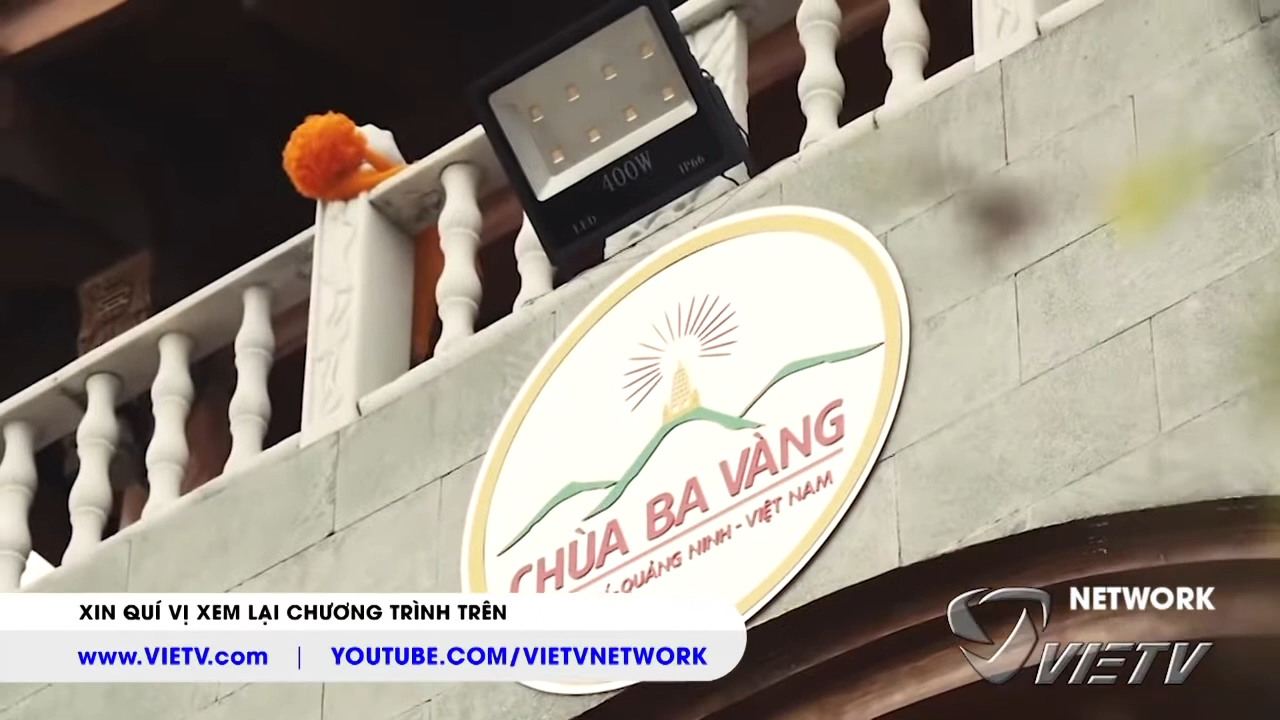 400W
IP66
LED
CHÙA BA VÀNG
QUẢNG NINH - VIỆT NAM
XIN QUÍ VỊ XEM LẠI CHƯƠNG TRÌNH TRÊN
www.VIETV.com | YOUTUBE.COM/VIETVNETWORK
NETWORK
VIETV